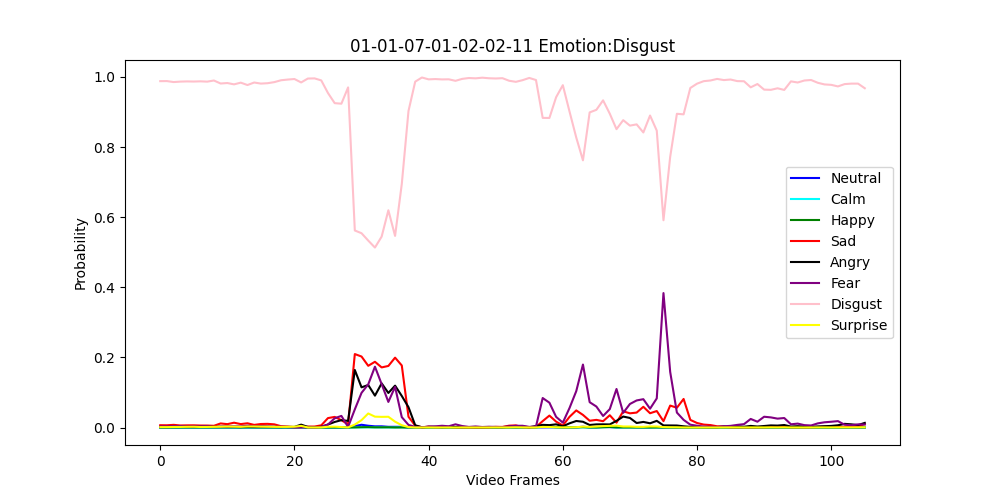 01-01-07-01-02-02-11 Emotion:Disgust
1.0
0.8
0.6
0.4
0.2
0.0
Probability
Neutral
Calm
Happy
Sad
Angry
Fear
Disgust
Surprise
0 20 40 60 80 100
Video Frames